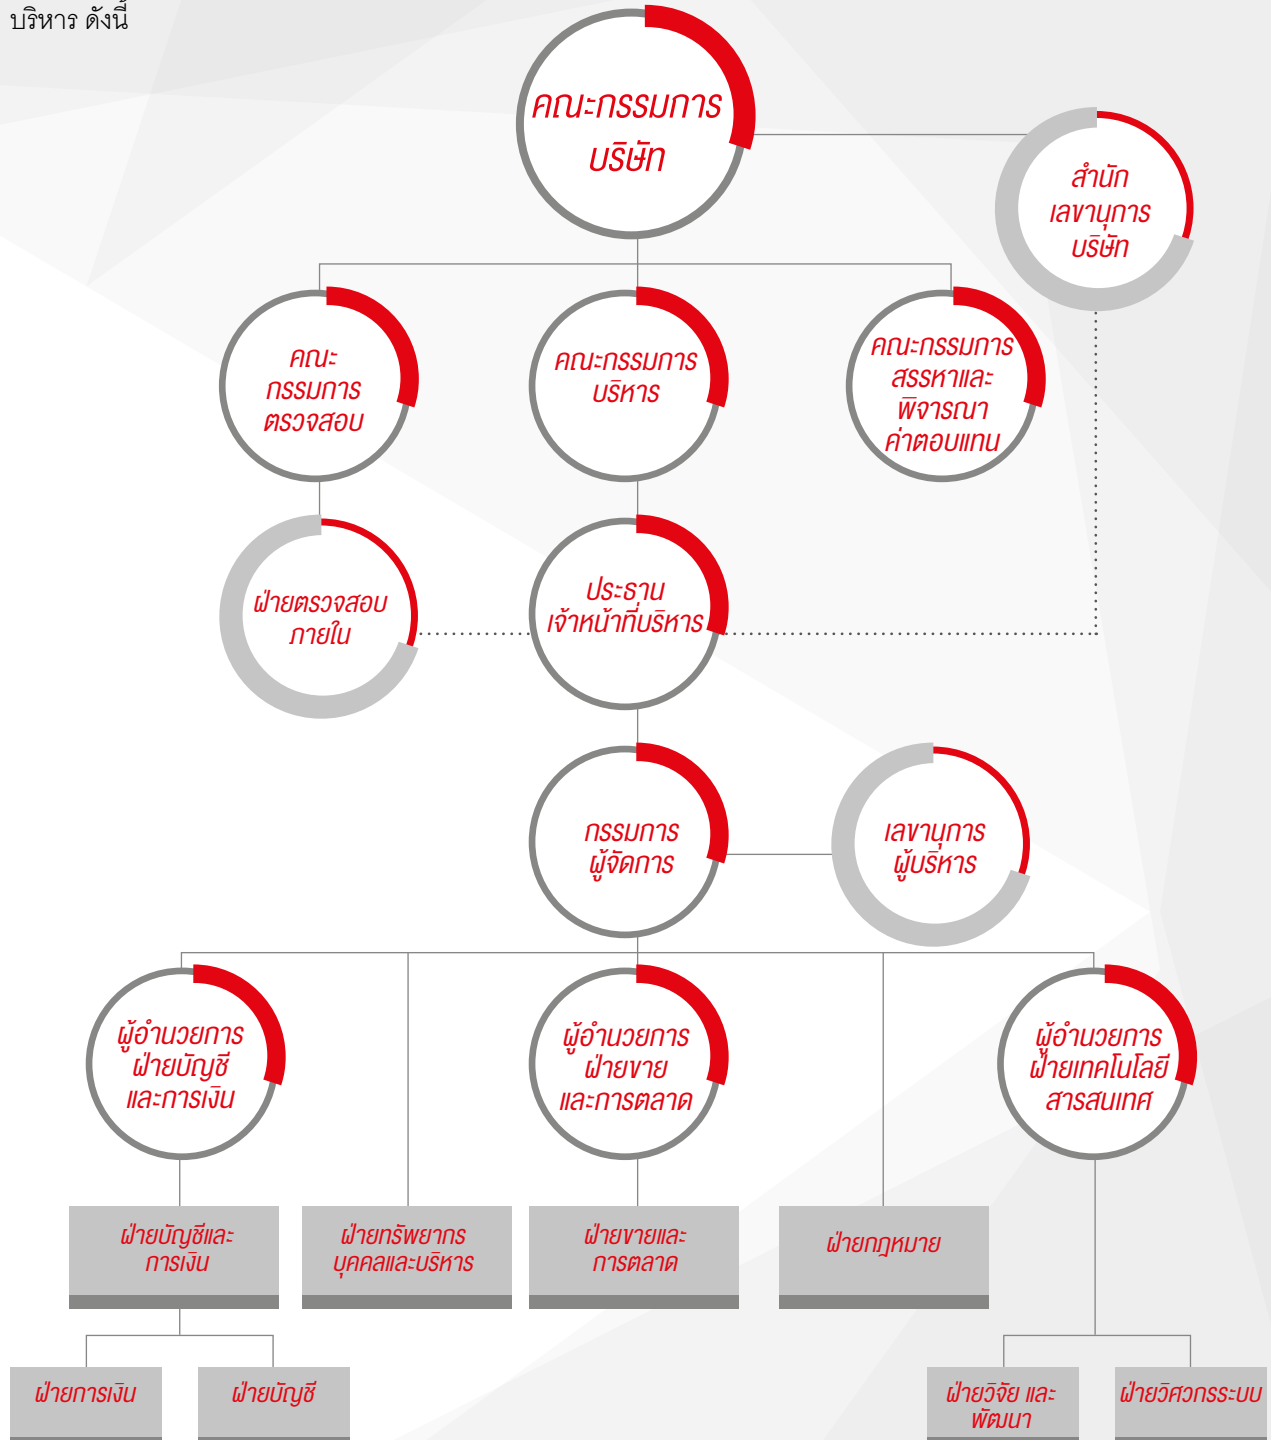 บริหาร ดังนี้
คณะกรรมการ
บริษัท
สำนัก
เลขานุการ
บริษัท
คณะ
กรรมการ
ตรวจสอบ
คณะกรรมการ
บริหาร
คณะกรรมการ
สรรหาและ
พิจารณา
ค่าตอบแทน
ฝ่ายตรวจสอบ
ภายใน
ประธาน
เจ้าหน้าที่บริหาร
กรรมการ
ผู้จัดการ
เลขานุการ
ผู้บริหาร
ผู้อำนวยการ
ฝ่ายบัญชี
และการเงิน
ผู้อำนวยการ
ฝ่ายขาย
และการตลาด
ผู้อำนวยการ
ฝ่ายเทคโนโลยี
สารสนเทศ
ฝ่ายบัญชีและ
การเงิน
ฝ่ายทรัพยากร
บุคคลและบริหาร
ฝ่ายขายและ
การตลาด
ฝ่ายกฎหมาย
ฝ่ายการเงิน
ฝ่ายบัญชี
ฝ่ายวิจัย และ
พัฒนา
ฝ่ายวิศวกรระบบ